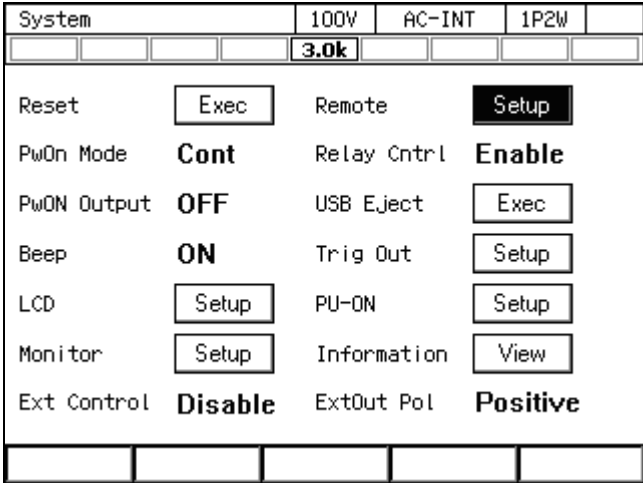 System 100V AC-INT 1P2W
3.0k
Reset Exec Remote Setup
PwOn Mode Cont Relay Cntrl Enable
PwON Output OFF USB Eject Exec
Beep ON Trig Out Setup
LCD Setup PU-ON Setup
Monitor Setup Information View
Ext Control Disable ExtOut Pol Positive